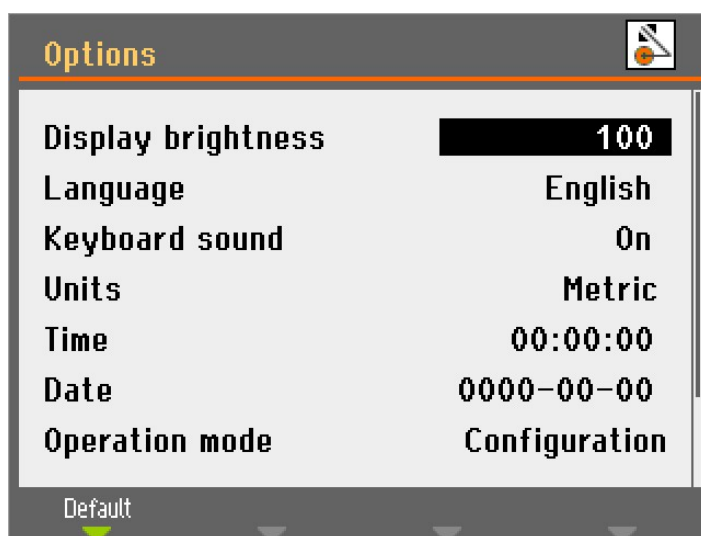 Options
Display brightness 100
Language English
Keyboard sound On
Units Metric
Time 00:00:00
Date 0000-00-00
Operation mode Configuration
Default